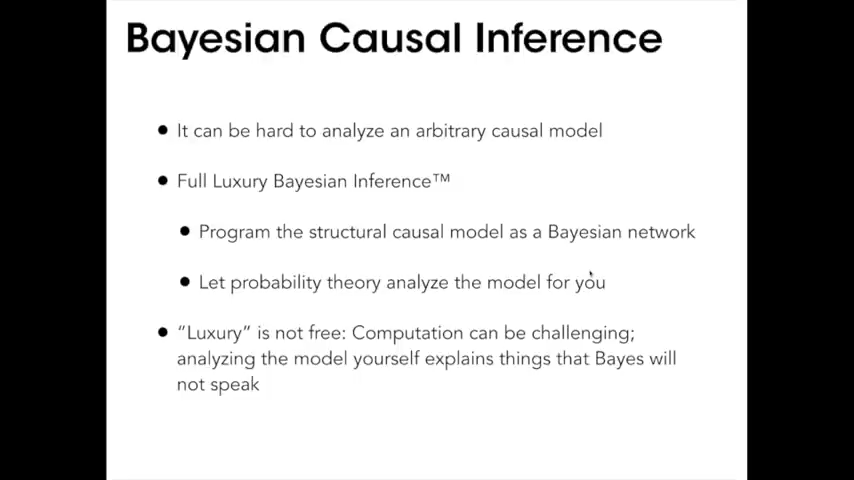 Bayesian Causal Inference
● It can be hard to analyze an arbitrary causal model
● Full Luxury Bayesian Inference™
● Program the structural causal model as a Bayesian network
● Let probability theory analyze the model for you
● “Luxury” is not free: Computation can be challenging;
analyzing the model yourself explains things that Bayes will
not speak